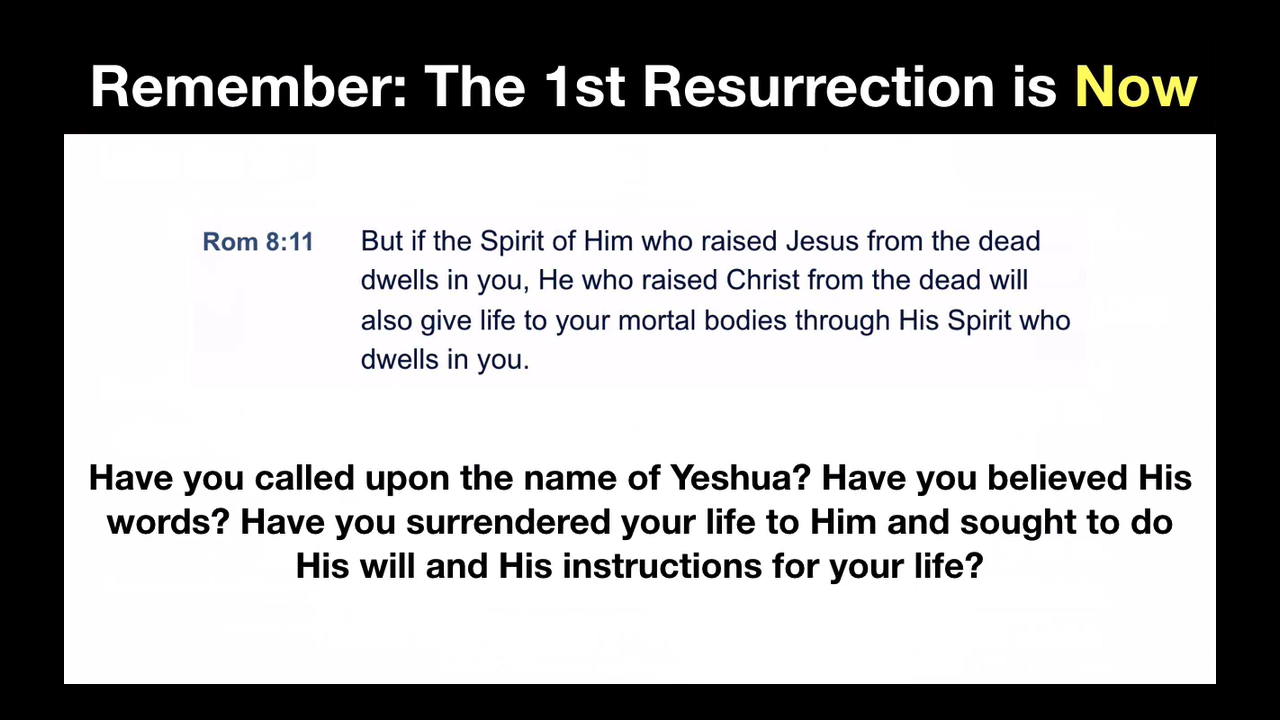 Remember: The 1st Resurrection is Now
Rom 8:11
But if the Spirit of Him who raised Jesus from the dead
dwells in you, He who raised Christ from the dead will
also give life to your mortal bodies through His Spirit who
dwells in you.
Have you called upon the name of Yeshua? Have you believed His
words? Have you surrendered your life to Him and sought to do
His will and His instructions for your life?